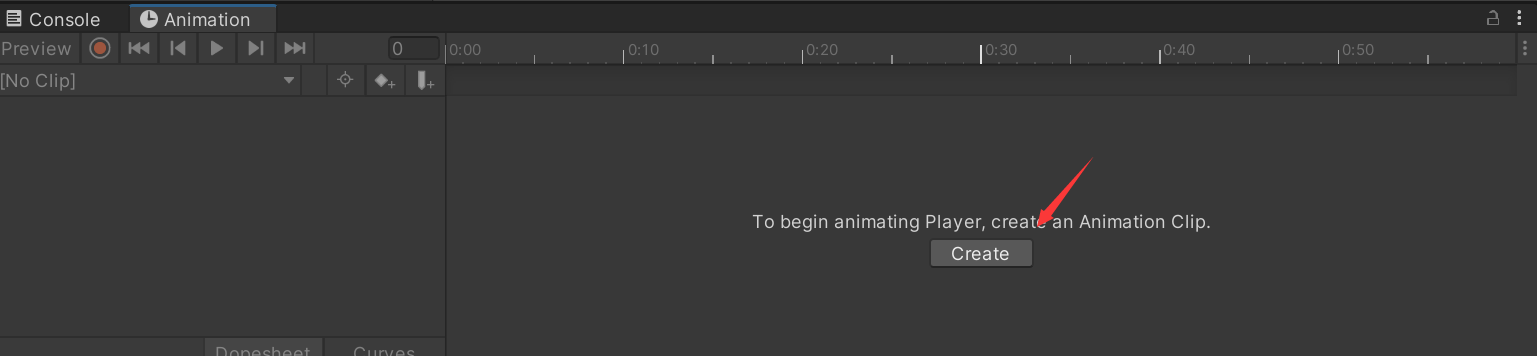 Console Animation
Preview 0 0:00 0:10 0:20 0:30 0:40 0:50
[No Clip]
To begin animating Player, create an Animation Clip.
Create
Dopesheet Curves